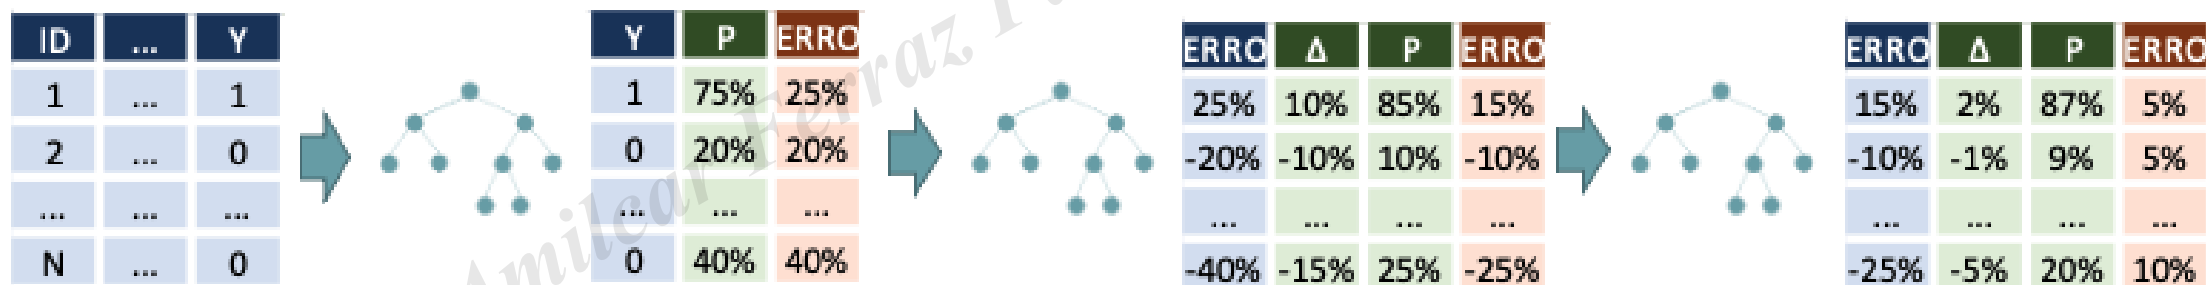 ID ... Y
1 ... 1
2 ... 0
... ... ...
N ... 0
Y P ERRO
1 75% 25%
0 20% 20%
... ... ...
0 40% 40%
ERRO Δ P ERRO
25% 10% 85% 15%
-20% -10% 10% -10%
... ... ... ...
-40% -15% 25% -25%
ERRO Δ P ERRO
15% 2% 87% 5%
-10% -1% 9% 5%
... ... ... ...
-25% -5% 20% 10%
Amilcar Ferraz